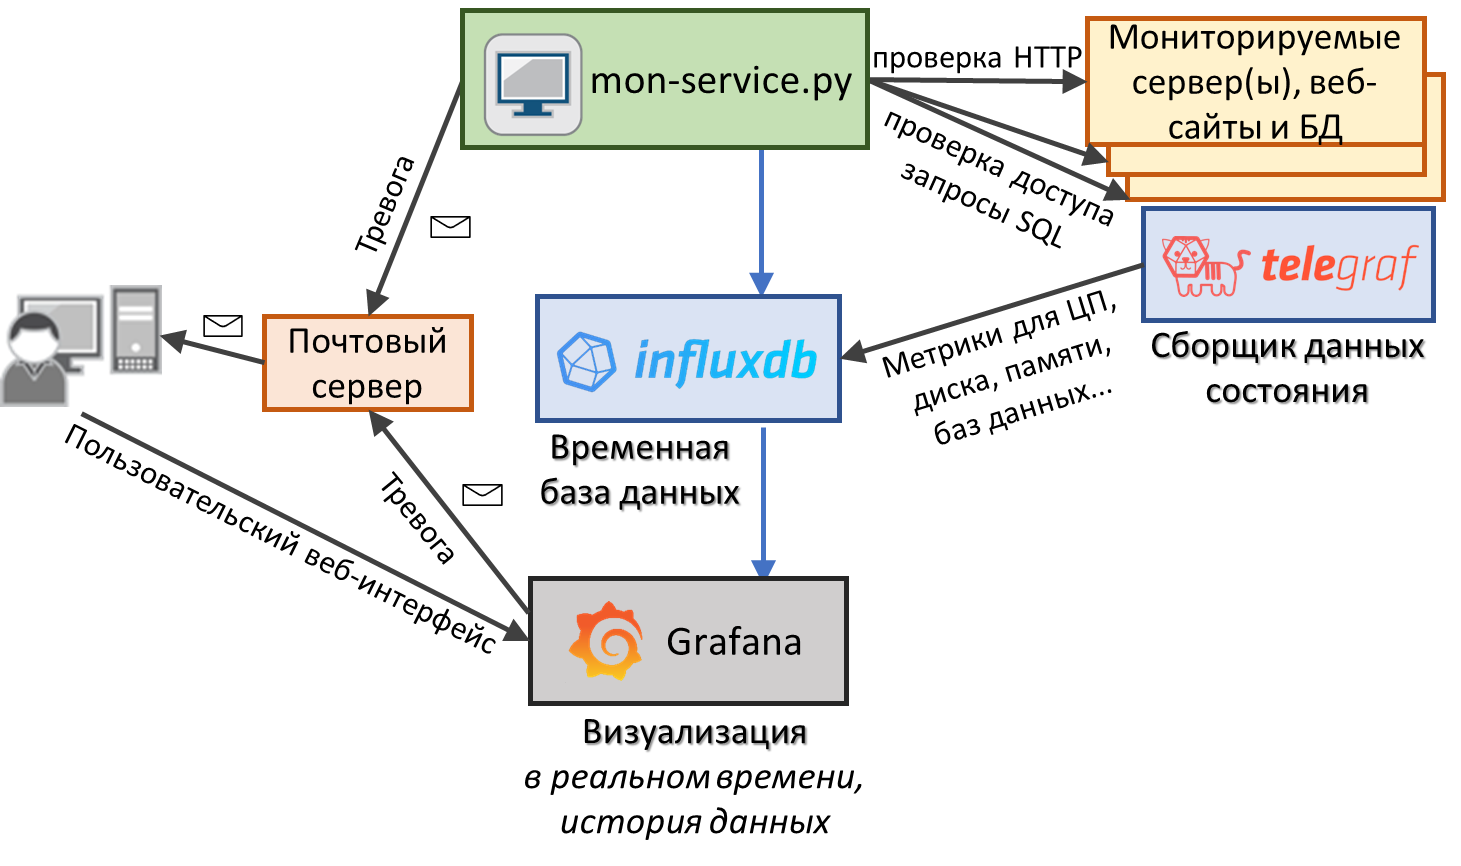 mon-service.py
проверка HTTP
Мониторируемые
сервер(ы), веб-
сайты и БД
проверка доступа
запросы SQL
Тревога
telegraf
Сборщик данных
состояния
Метрики для ЦП,
диска, памяти,
баз данных...
influxdb
Временная
база данных
Почтовый
сервер
Тревога
Пользовательский веб-интерфейс
Grafana
Визуализация
в реальном времени,
история данных